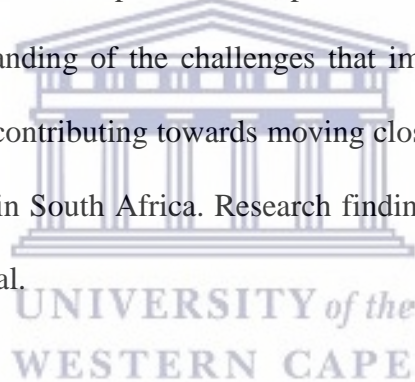 anding of the challenges that im
contributing towards moving clos
in South Africa. Research findin
al.
UNIVERSITY of the
WESTERN CAPE